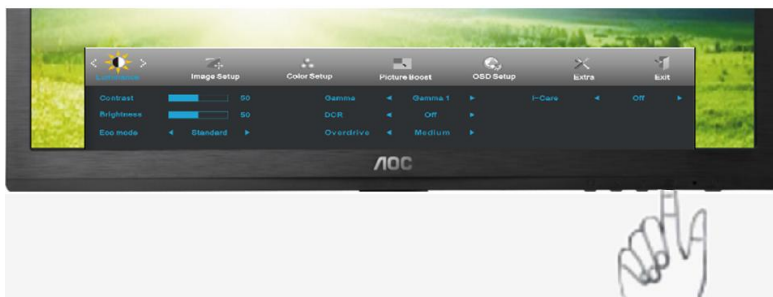 Luminance Image Setup Color Setup Picture Boost OSD Setup Extra Exit
Contrast 50 Gamma Gamma 1 I-Care Off
Brightness 50 DCR Off
Eco mode Standard Overdrive Medium
AOC